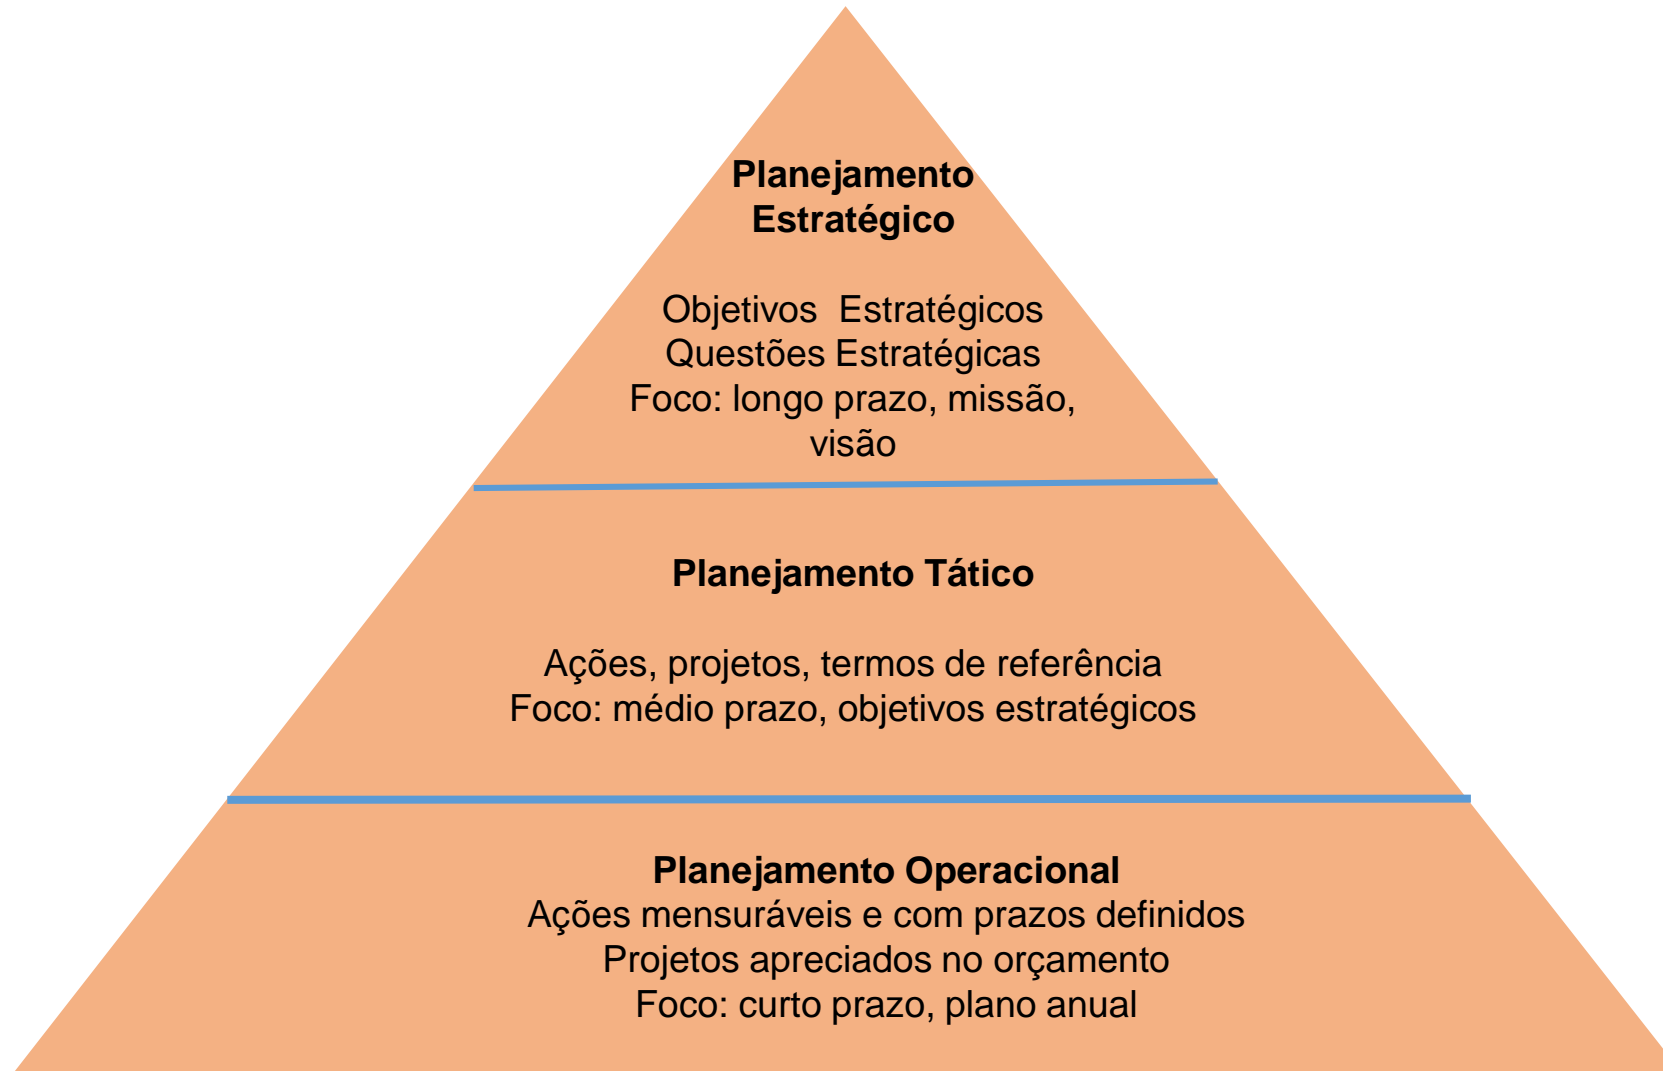 Planejamento
Estratégico
Objetivos  Estratégicos
Questões Estratégicas
Foco: longo prazo, missão,
visão
Planejamento Tático
Ações, projetos, termos de referência
Foco: médio prazo, objetivos estratégicos
Planejamento Operacional
Ações mensuráveis e com prazos definidos
Projetos apreciados no orçamento
Foco: curto prazo, plano anual